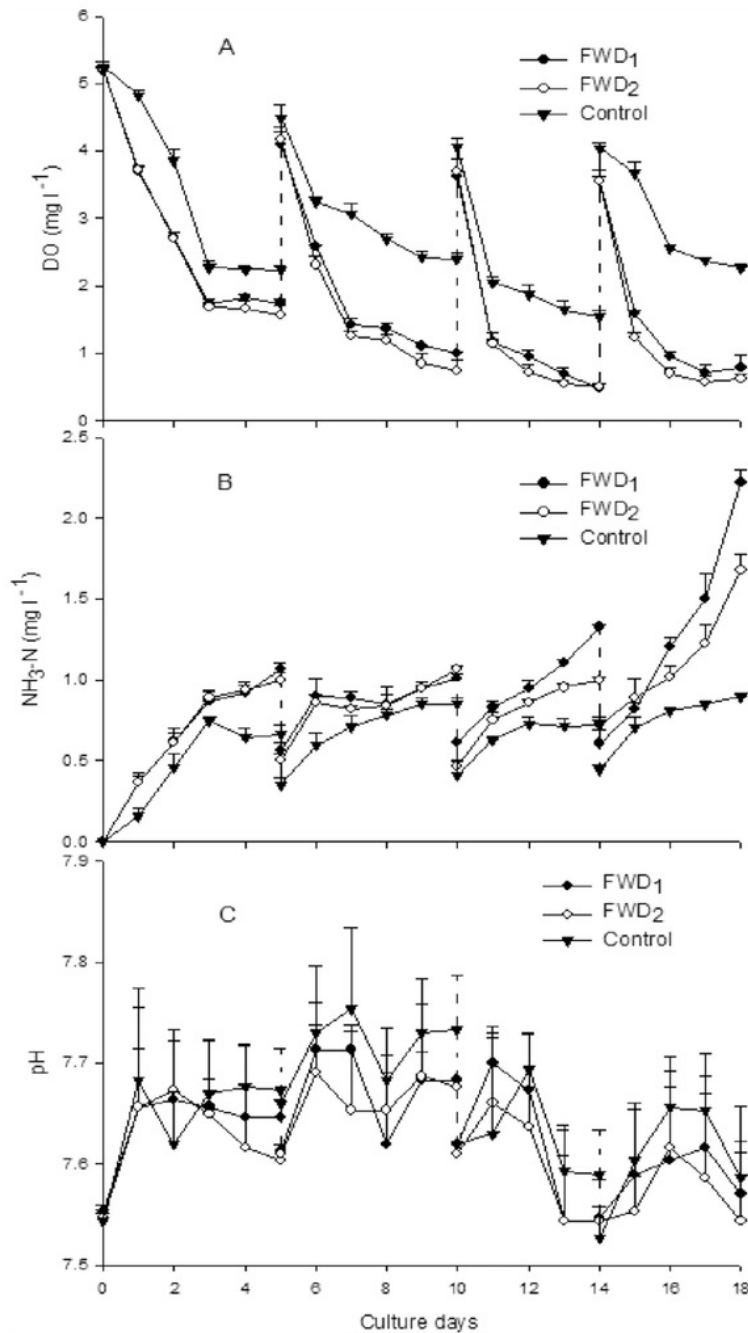 A
FWD1
FWD2
Control
DO (mg l-1)
6
5
4
3
2
1
0
B
FWD1
FWD2
Control
NH3-N (mg l-1)
2.5
2.0
1.5
1.0
0.5
0.0
C
FWD1
FWD2
Control
pH
7.9
7.8
7.7
7.6
7.5
0 2 4 6 8 10 12 14 16 18
Culture days